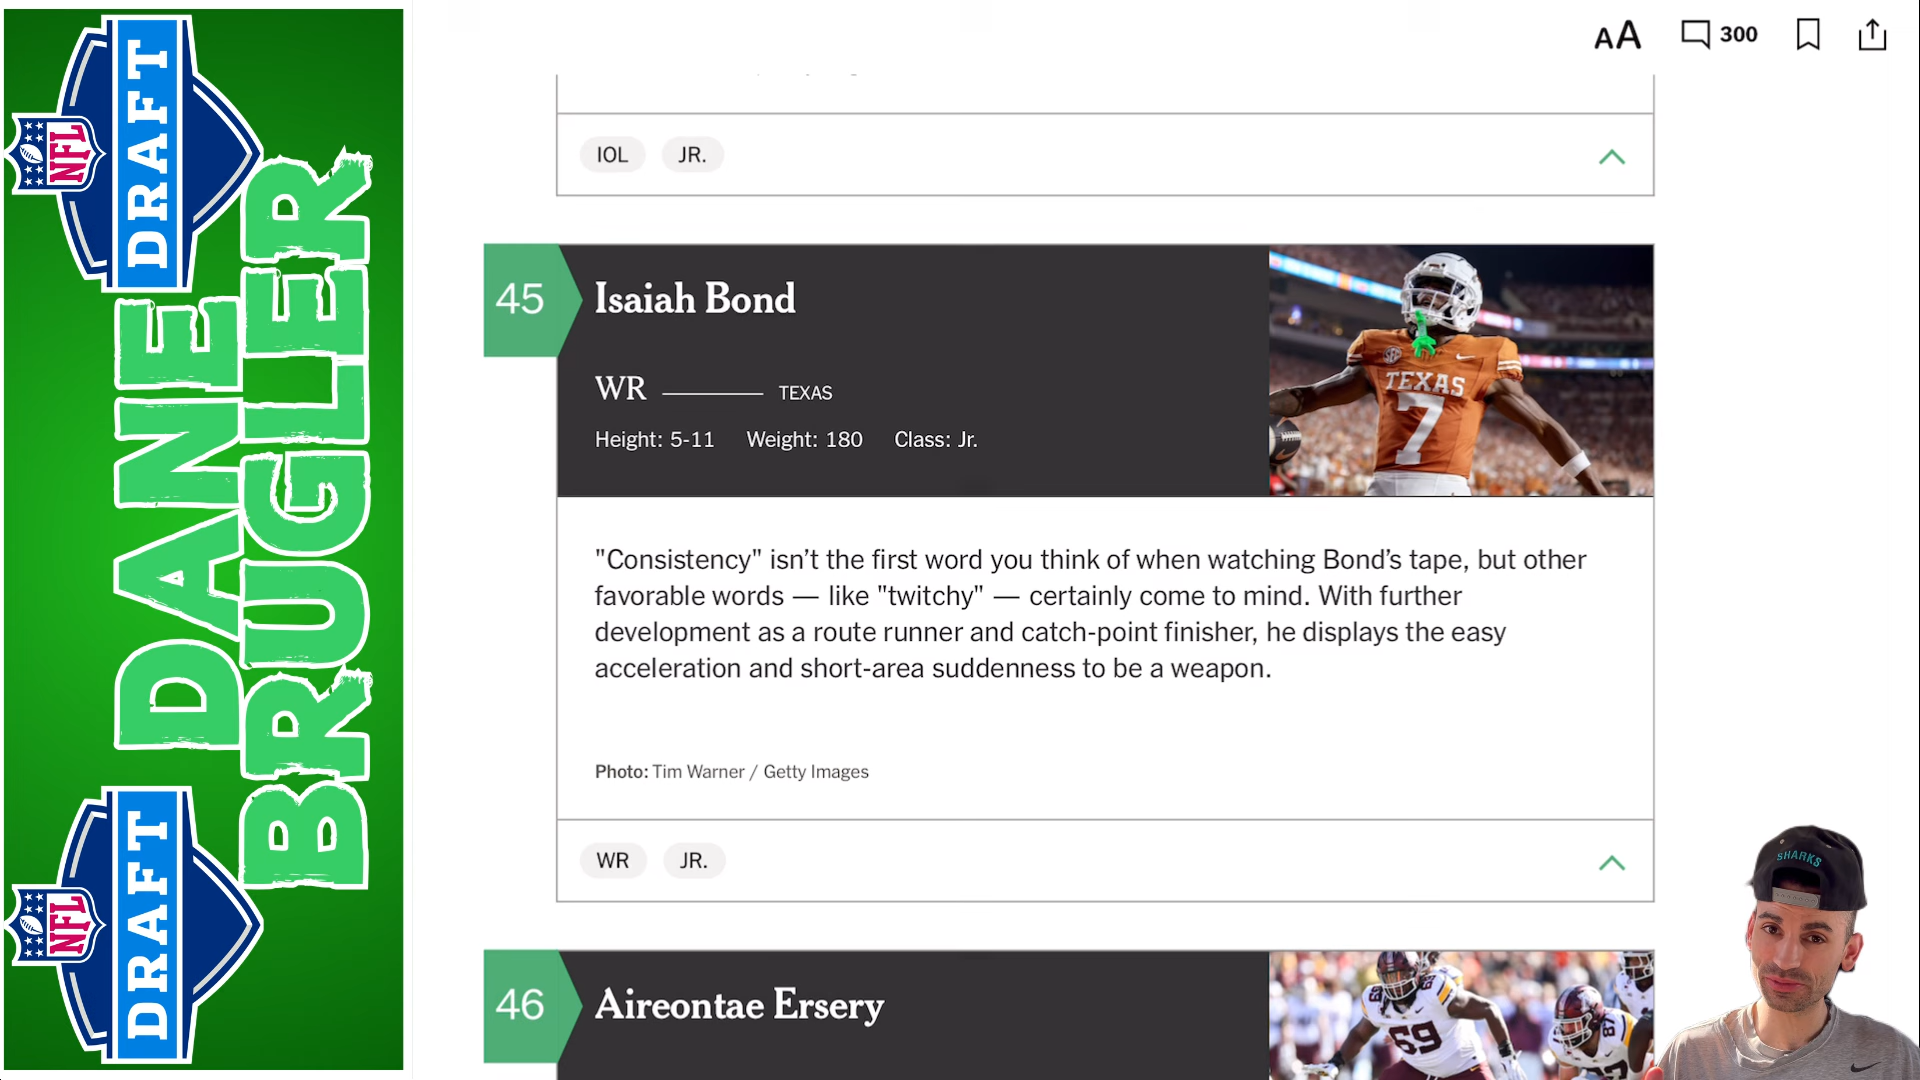 NFL DRAFT
DANE
BRUGLER
NFL DRAFT
AA
300
IOL
JR.
45
Isaiah Bond
WR
TEXAS
Height: 5-11 Weight: 180 Class: Jr.
TEXAS
7
"Consistency" isn't the first word you think of when watching Bond's tape, but other
favorable words — like "twitchy" — certainly come to mind. With further
development as a route runner and catch-point finisher, he displays the easy
acceleration and short-area suddenness to be a weapon.
Photo: Tim Warner / Getty Images
WR
JR.
46
Aireontae Ersery
69
87
SHARKS